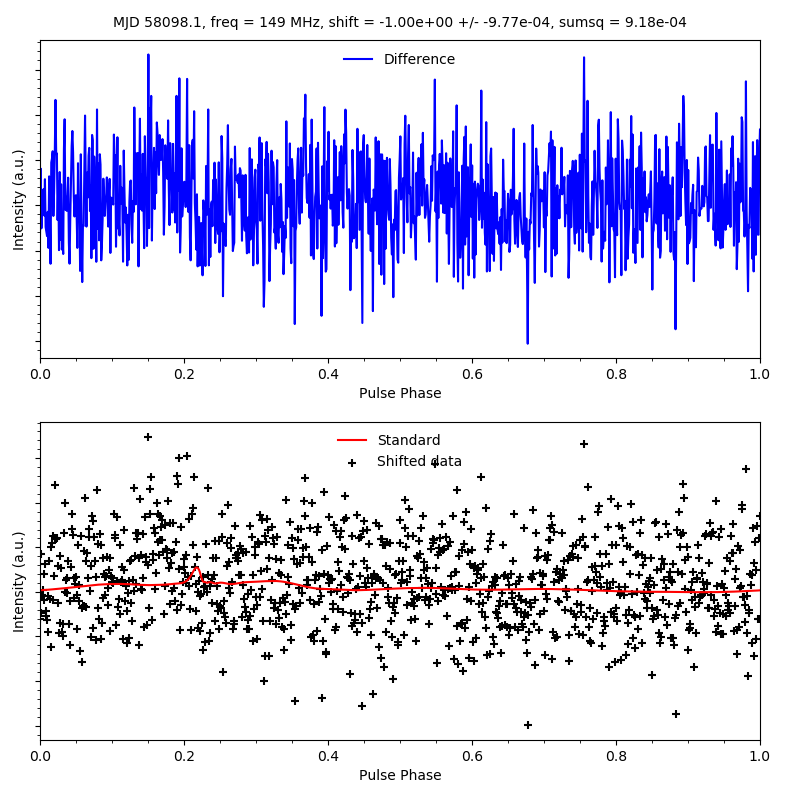 MJD 58098.1, freq = 149 MHz, shift = -1.00e+00 +/- -9.77e-04, sumsq = 9.18e-04
Difference
Intensity (a.u.)
0.0 0.2 0.4 0.6 0.8 1.0
Pulse Phase
Standard
Shifted data
Intensity (a.u.)
0.0 0.2 0.4 0.6 0.8 1.0
Pulse Phase